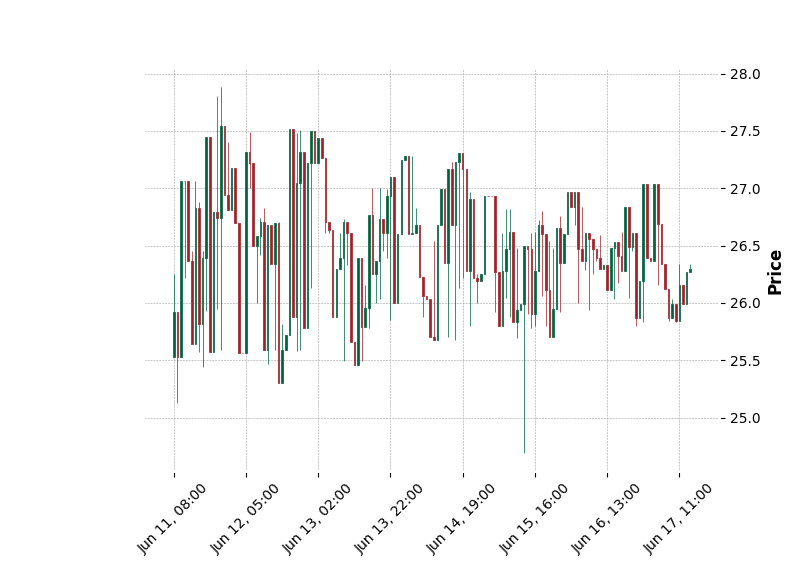 28.0
27.5
27.0
26.5
26.0
25.5
25.0
Price
Jun 11, 08:00
Jun 12, 05:00
Jun 13, 02:00
Jun 13, 22:00
Jun 14, 19:00
Jun 15, 16:00
Jun 16, 13:00
Jun 17, 11:00